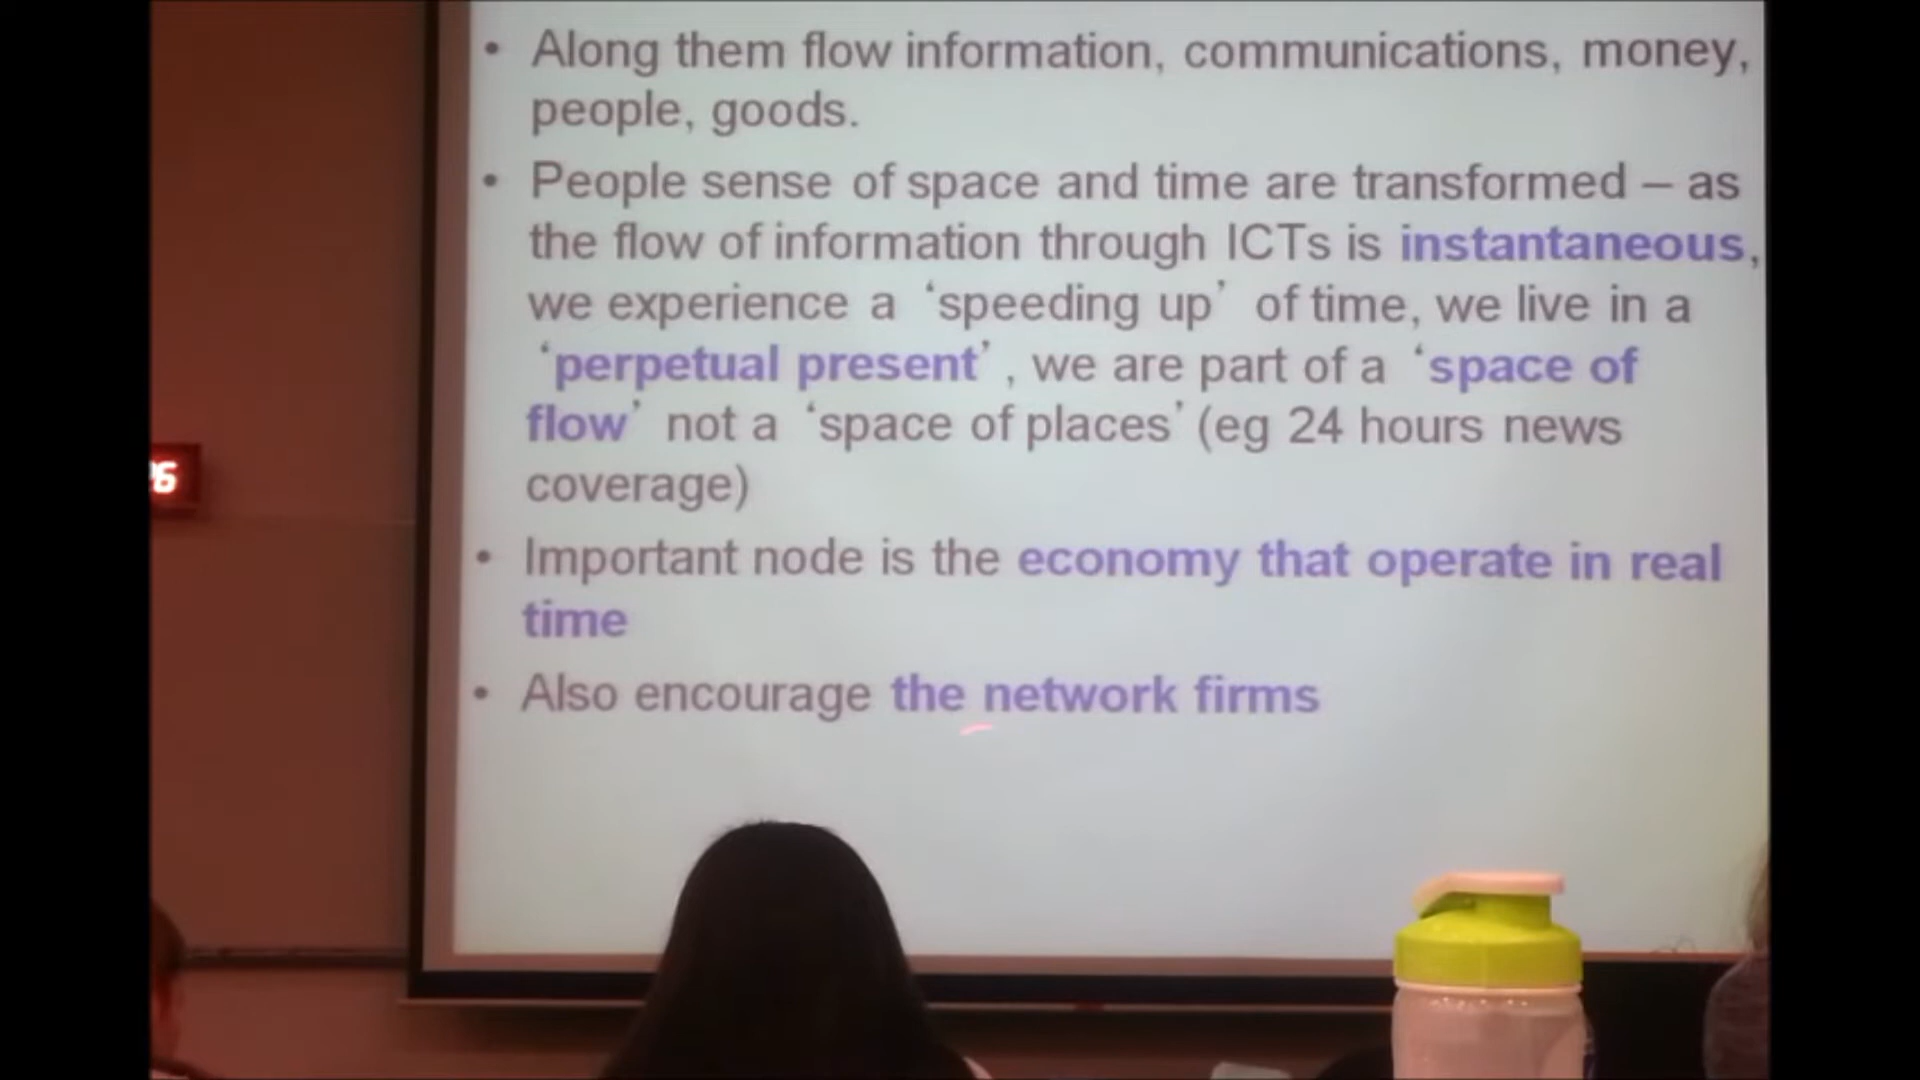 • Along them flow information, communications, money,
people, goods.
• People sense of space and time are transformed – as
the flow of information through ICTs is instantaneous,
we experience a ‘speeding up’ of time, we live in a
‘perpetual present’, we are part of a ‘space of
flow’ not a ‘space of places’ (eg 24 hours news
coverage)
• Important node is the economy that operate in real
time
• Also encourage the network firms
6